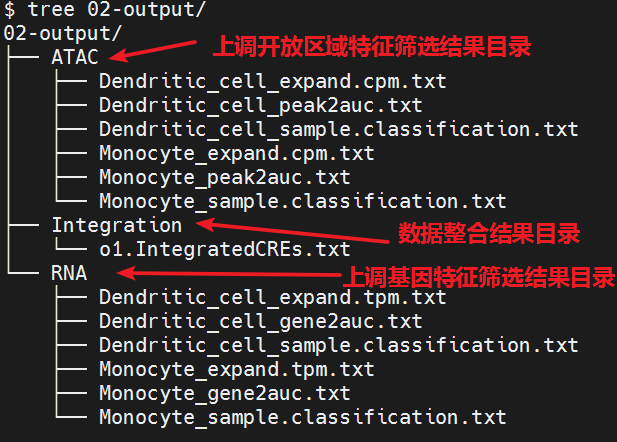 $ tree 02-output/
02-output/
├── ATAC 上调开放区域特征筛选结果目录
│   ├── Dendritic_cell_expand.cpm.txt
│   ├── Dendritic_cell_peak2auc.txt
│   ├── Dendritic_cell_sample.classification.txt
│   ├── Monocyte_expand.cpm.txt
│   ├── Monocyte_peak2auc.txt
│   └── Monocyte_sample.classification.txt
├── Integration 数据整合结果目录
│   └── o1.IntegratedCREs.txt
└── RNA 上调基因特征筛选结果目录
    ├── Dendritic_cell_expand.tpm.txt
    ├── Dendritic_cell_gene2auc.txt
    ├── Dendritic_cell_sample.classification.txt
    ├── Monocyte_expand.tpm.txt
    ├── Monocyte_gene2auc.txt
    └── Monocyte_sample.classification.txt